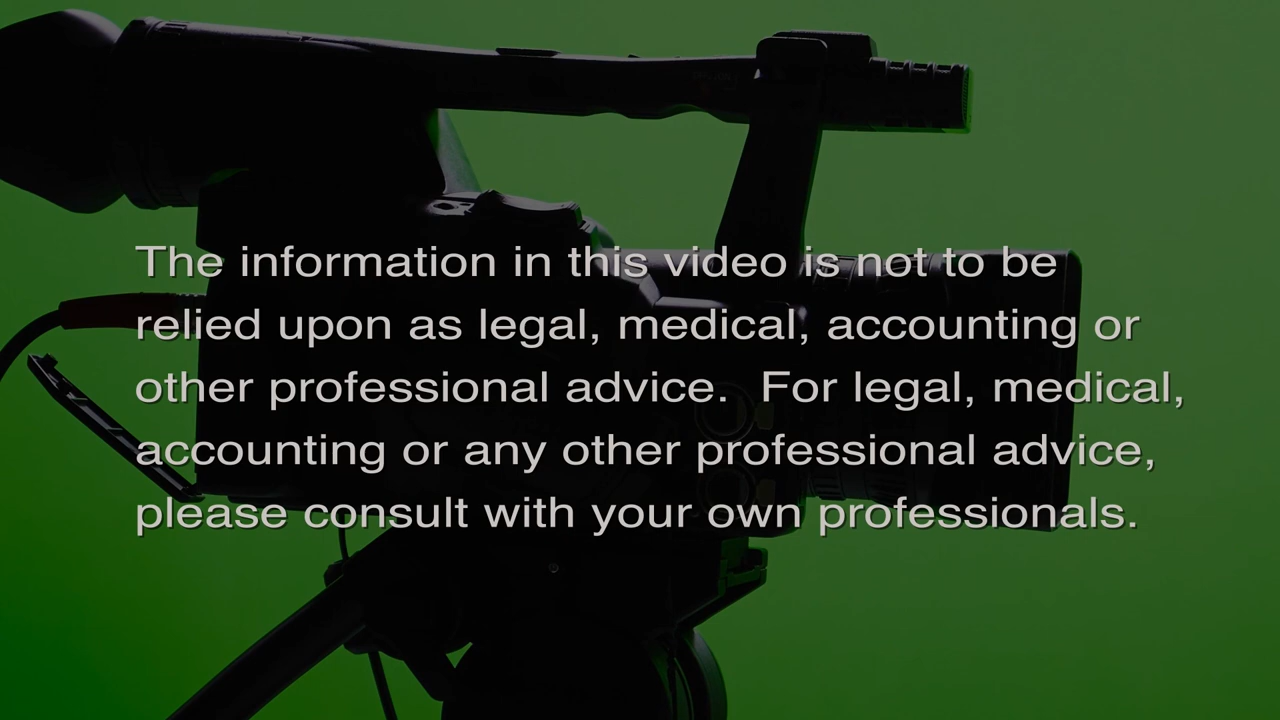 The information in this video is not to be
relied upon as legal, medical, accounting or
other professional advice.  For legal, medical,
accounting or any other professional advice,
please consult with your own professionals.